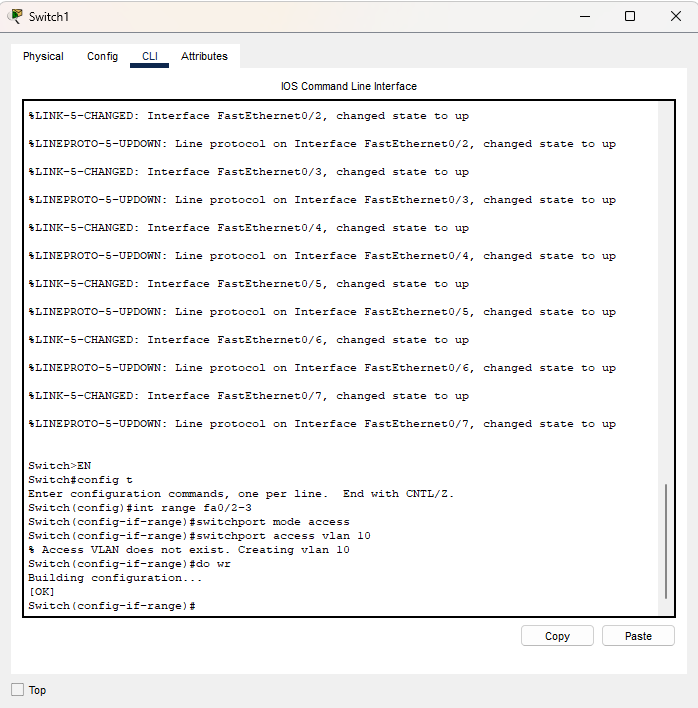 Switch1
Physical Config CLI Attributes
IOS Command Line Interface
%LINK-5-CHANGED: Interface FastEthernet0/2, changed state to up
%LINEPROTO-5-UPDOWN: Line protocol on Interface FastEthernet0/2, changed state to up
%LINK-5-CHANGED: Interface FastEthernet0/3, changed state to up
%LINEPROTO-5-UPDOWN: Line protocol on Interface FastEthernet0/3, changed state to up
%LINK-5-CHANGED: Interface FastEthernet0/4, changed state to up
%LINEPROTO-5-UPDOWN: Line protocol on Interface FastEthernet0/4, changed state to up
%LINK-5-CHANGED: Interface FastEthernet0/5, changed state to up
%LINEPROTO-5-UPDOWN: Line protocol on Interface FastEthernet0/5, changed state to up
%LINK-5-CHANGED: Interface FastEthernet0/6, changed state to up
%LINEPROTO-5-UPDOWN: Line protocol on Interface FastEthernet0/6, changed state to up
%LINK-5-CHANGED: Interface FastEthernet0/7, changed state to up
%LINEPROTO-5-UPDOWN: Line protocol on Interface FastEthernet0/7, changed state to up
Switch>EN
Switch#config t
Enter configuration commands, one per line.  End with CNTL/Z.
Switch(config)#int range fa0/2-3
Switch(config-if-range)#switchport mode access
Switch(config-if-range)#switchport access vlan 10
% Access VLAN does not exist. Creating vlan 10
Switch(config-if-range)#do wr
Building configuration...
[OK]
Switch(config-if-range)#
Copy Paste
Top